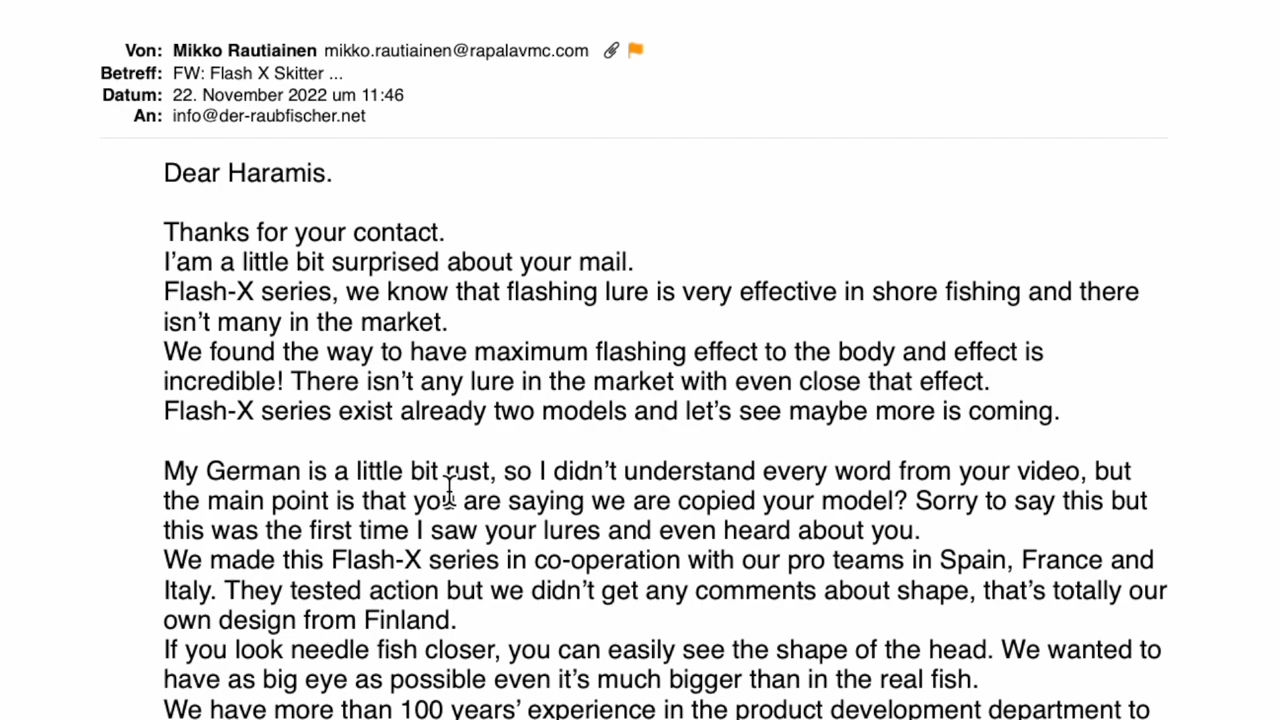 Von: Mikko Rautiainen mikko.rautiainen@rapalavmc.com
Betreff: FW: Flash X Skitter ...
Datum: 22. November 2022 um 11:46
An: info@der-raubfischer.net
Dear Haramis.
Thanks for your contact.
I’am a little bit surprised about your mail.
Flash-X series, we know that flashing lure is very effective in shore fishing and there
isn’t many in the market.
We found the way to have maximum flashing effect to the body and effect is
incredible! There isn’t any lure in the market with even close that effect.
Flash-X series exist already two models and let’s see maybe more is coming.
My German is a little bit rust, so I didn’t understand every word from your video, but
the main point is that you are saying we are copied your model? Sorry to say this but
this was the first time I saw your lures and even heard about you.
We made this Flash-X series in co-operation with our pro teams in Spain, France and
Italy. They tested action but we didn’t get any comments about shape, that’s totally our
own design from Finland.
If you look needle fish closer, you can easily see the shape of the head. We wanted to
have as big eye as possible even it’s much bigger than in the real fish.
We have more than 100 years’ experience in the product development department to